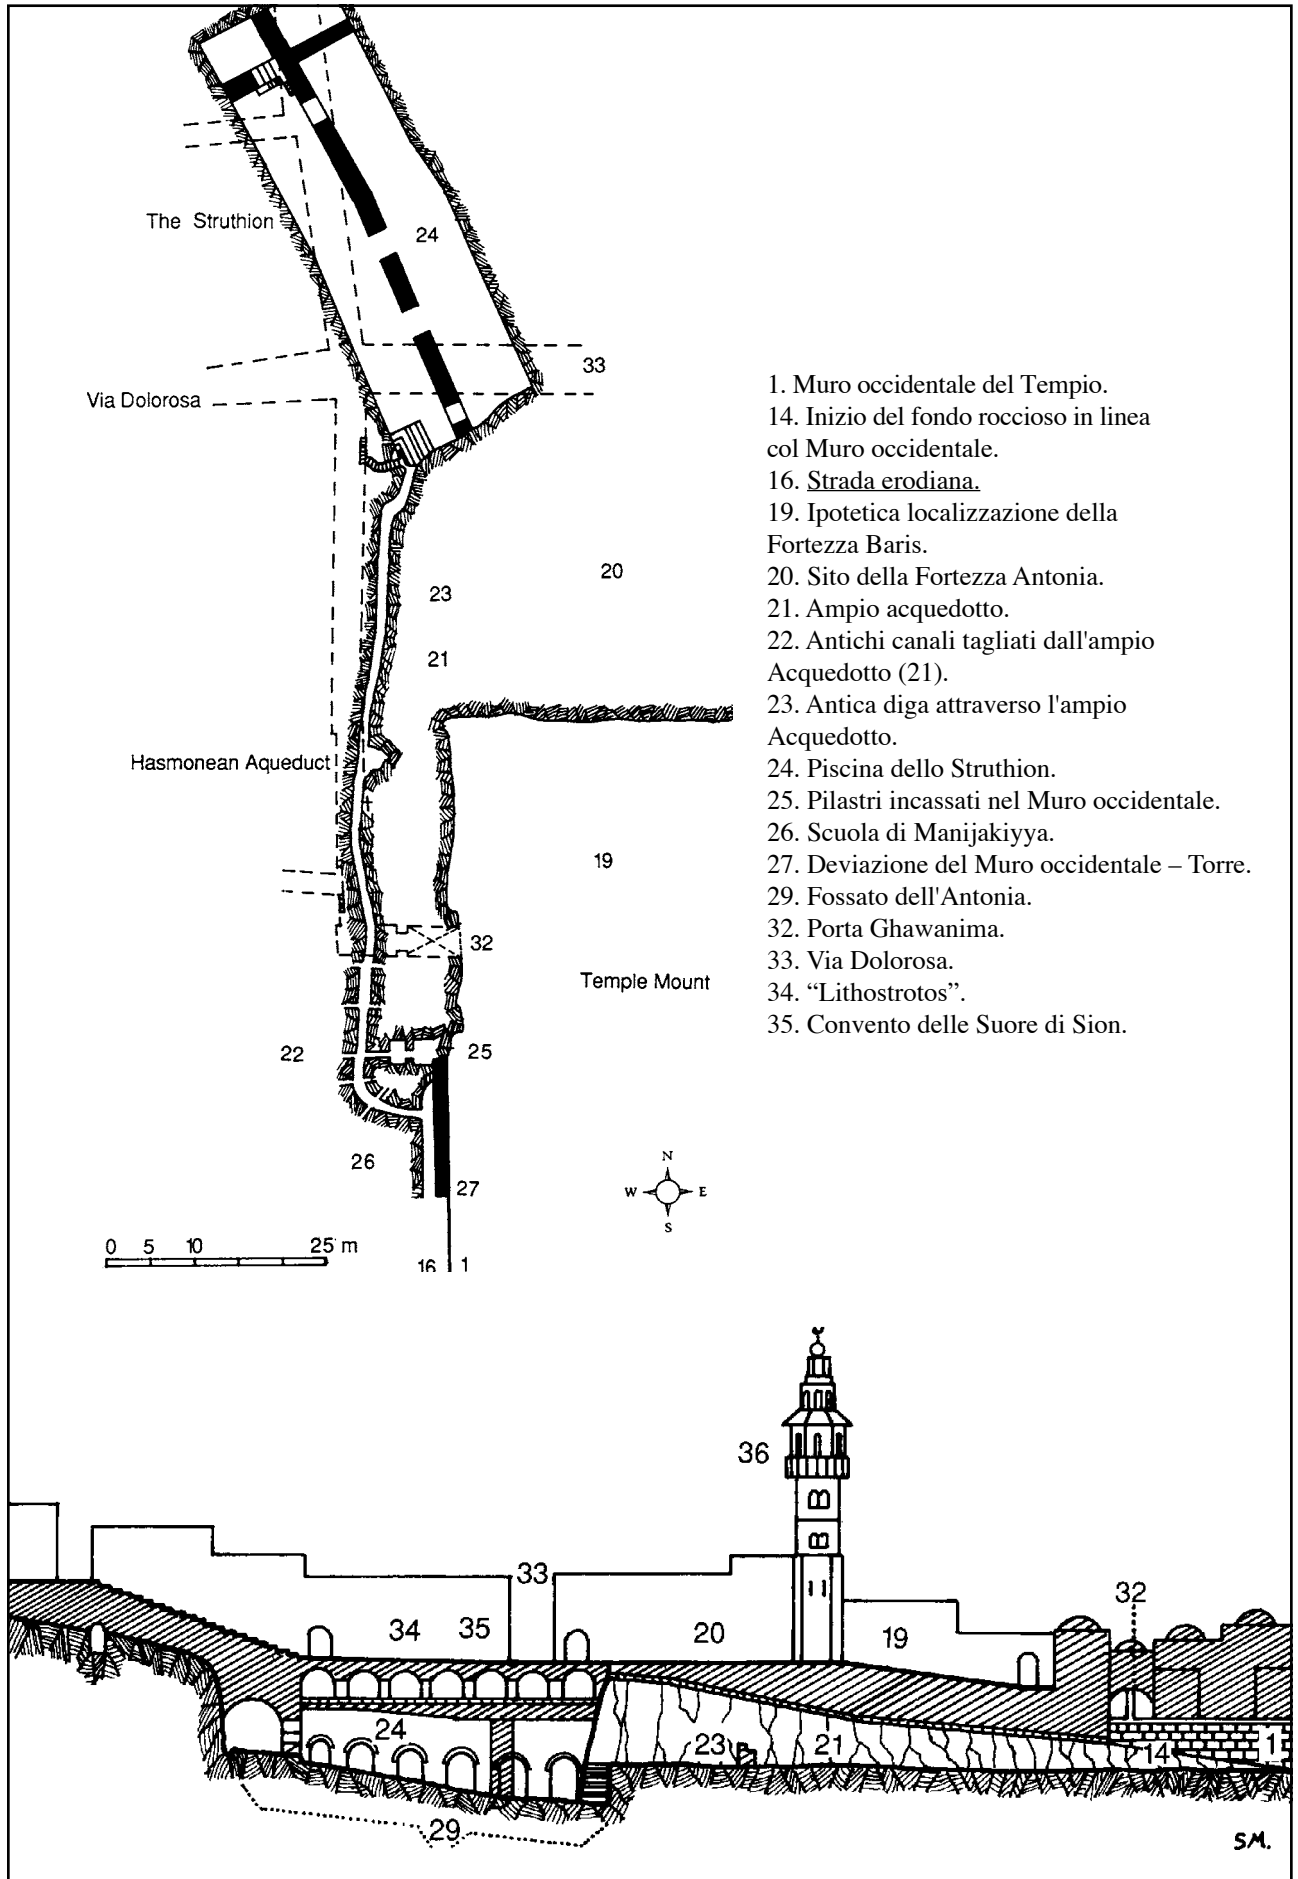 The Struthion
24
33
Via Dolorosa
1. Muro occidentale del Tempio.
14. Inizio del fondo roccioso in linea
col Muro occidentale.
16. Strada erodiana.
19. Ipotetica localizzazione della
Fortezza Baris.
20. Sito della Fortezza Antonia.
21. Ampio acquedotto.
22. Antichi canali tagliati dall'ampio
Acquedotto (21).
23. Antica diga attraverso l'ampio
Acquedotto.
24. Piscina dello Struthion.
25. Pilastri incassati nel Muro occidentale.
26. Scuola di Manijakiyya.
27. Deviazione del Muro occidentale – Torre.
29. Fossato dell'Antonia.
32. Porta Ghawanima.
33. Via Dolorosa.
34. “Lithostrotos”.
35. Convento delle Suore di Sion.
20
23
21
Hasmonean Aqueduct
19
32
Temple Mount
22
25
26
27
N
W E
S
0 5 10 25 m
16 1
36
33
32
34 35 20 19
24 23 21 14 1
29
S.M.